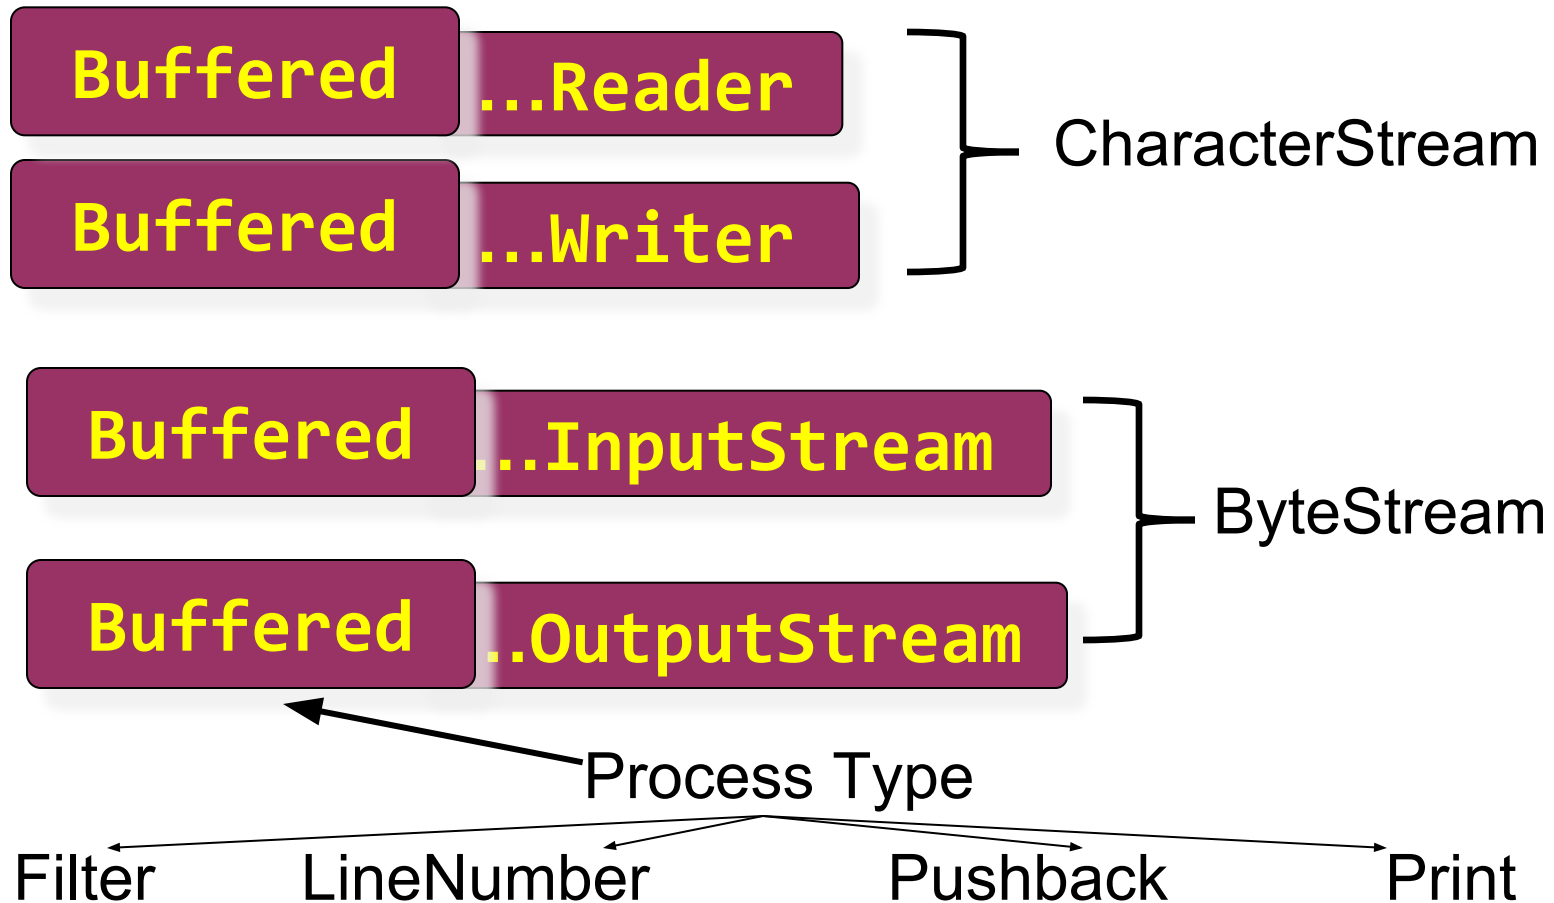 Buffered ...Reader
CharacterStream
Buffered ...Writer
Buffered ...InputStream
ByteStream
Buffered ..OutputStream
Process Type
Filter LineNumber Pushback Print